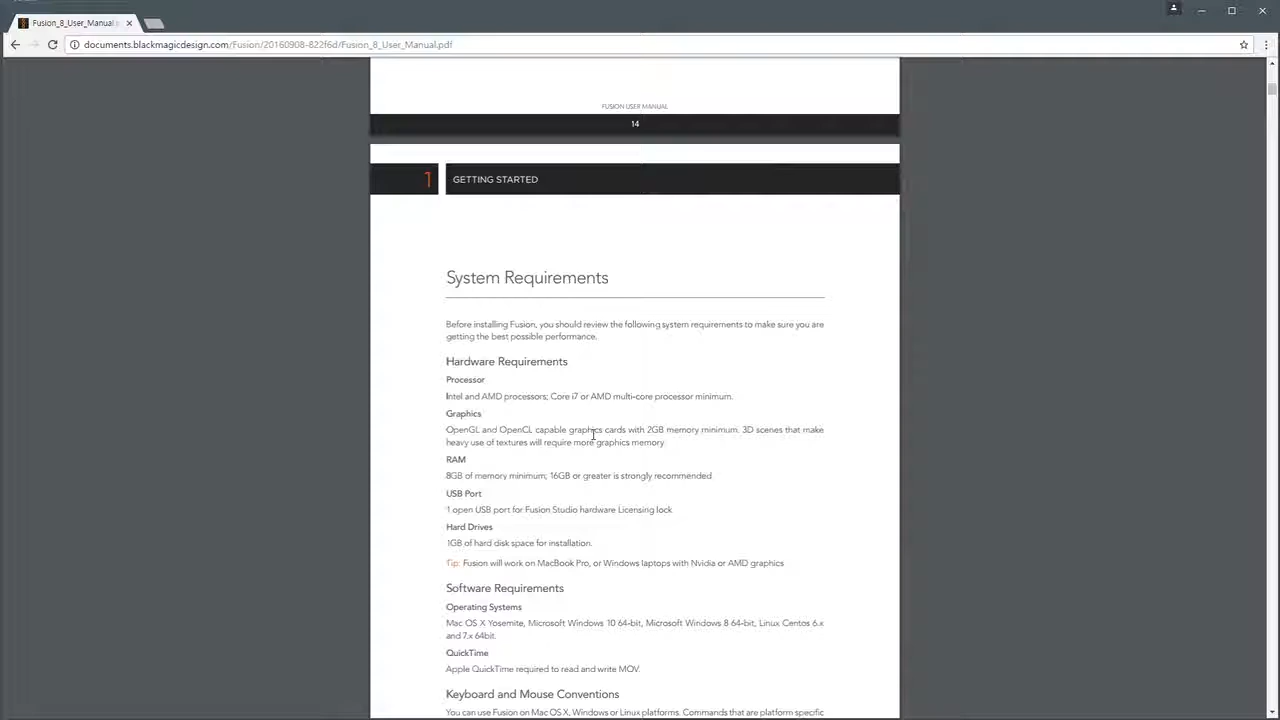 Fusion_8_User_Manual
documents.blackmagicdesign.com/Fusion/20160908-822f6d/Fusion_8_User_Manual.pdf
FUSION USER MANUAL
14
1
GETTING STARTED
System Requirements
Before installing Fusion, you should review the following system requirements to make sure you are
getting the best possible performance.
Hardware Requirements
Processor
Intel and AMD processors; Core i7 or AMD multi-core processor minimum.
Graphics
OpenGL and OpenCL capable graphics cards with 2GB memory minimum. 3D scenes that make
heavy use of textures will require more graphics memory.
RAM
8GB of memory minimum; 16GB or greater is strongly recommended
USB Port
1 open USB port for Fusion Studio hardware Licensing lock
Hard Drives
1GB of hard disk space for installation.
Tip: Fusion will work on MacBook Pro, or Windows laptops with Nvidia or AMD graphics
Software Requirements
Operating Systems
Mac OS X Yosemite, Microsoft Windows 10 64-bit, Microsoft Windows 8 64-bit, Linux Centos 6.x
and 7.x 64bit.
QuickTime
Apple QuickTime required to read and write MOV.
Keyboard and Mouse Conventions
You can use Fusion on Mac OS X, Windows or Linux platforms. Commands that are platform specific